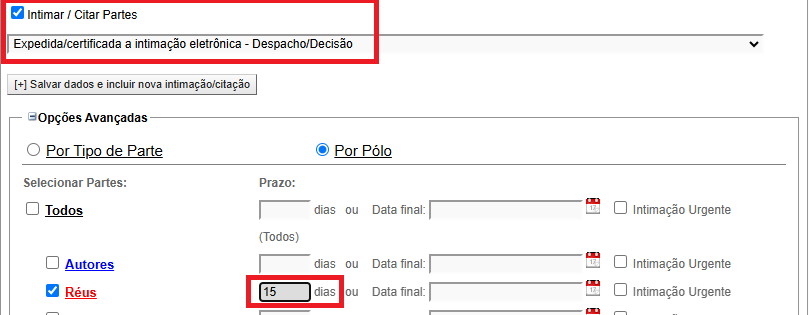 Intimar / Citar Partes
Expedida/certificada a intimação eletrônica - Despacho/Decisão
[+] Salvar dados e incluir nova intimação/citação
Opções Avançadas
Por Tipo de Parte Por Pólo
Selecionar Partes: Prazo:
Todos dias ou Data final: Intimação Urgente
(Todos)
Autores dias ou Data final: Intimação Urgente
Réus 15 dias ou Data final: Intimação Urgente